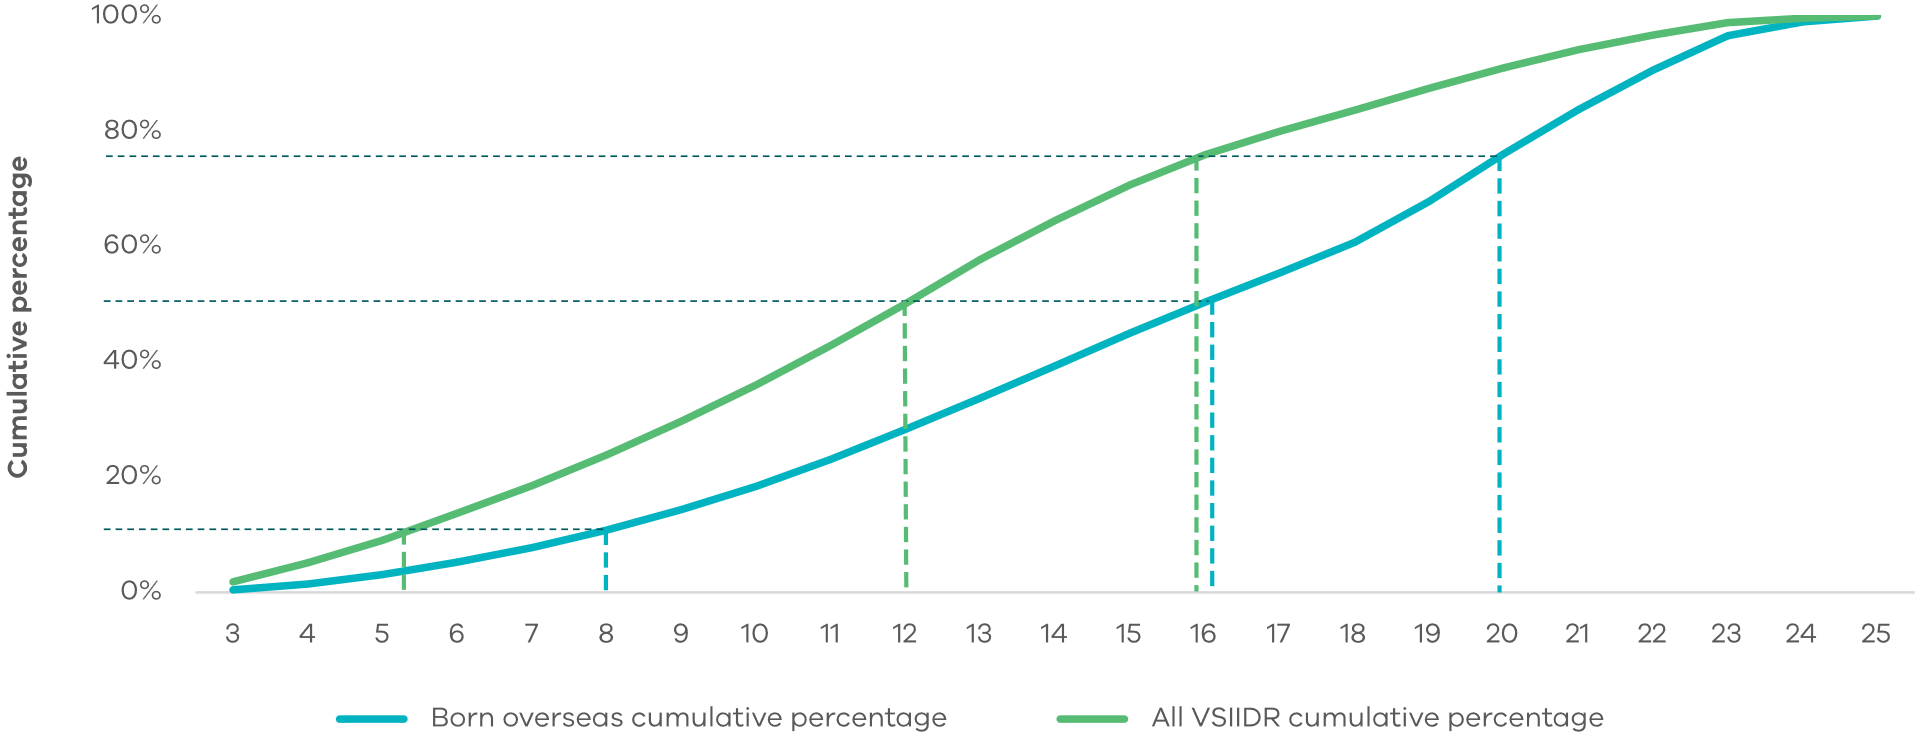 100%
80%
60%
40%
20%
0%
Cumulative percentage
3 4 5 6 7 8 9 10 11 12 13 14 15 16 17 18 19 20 21 22 23 24 25
Born overseas cumulative percentage All VSIIDR cumulative percentage